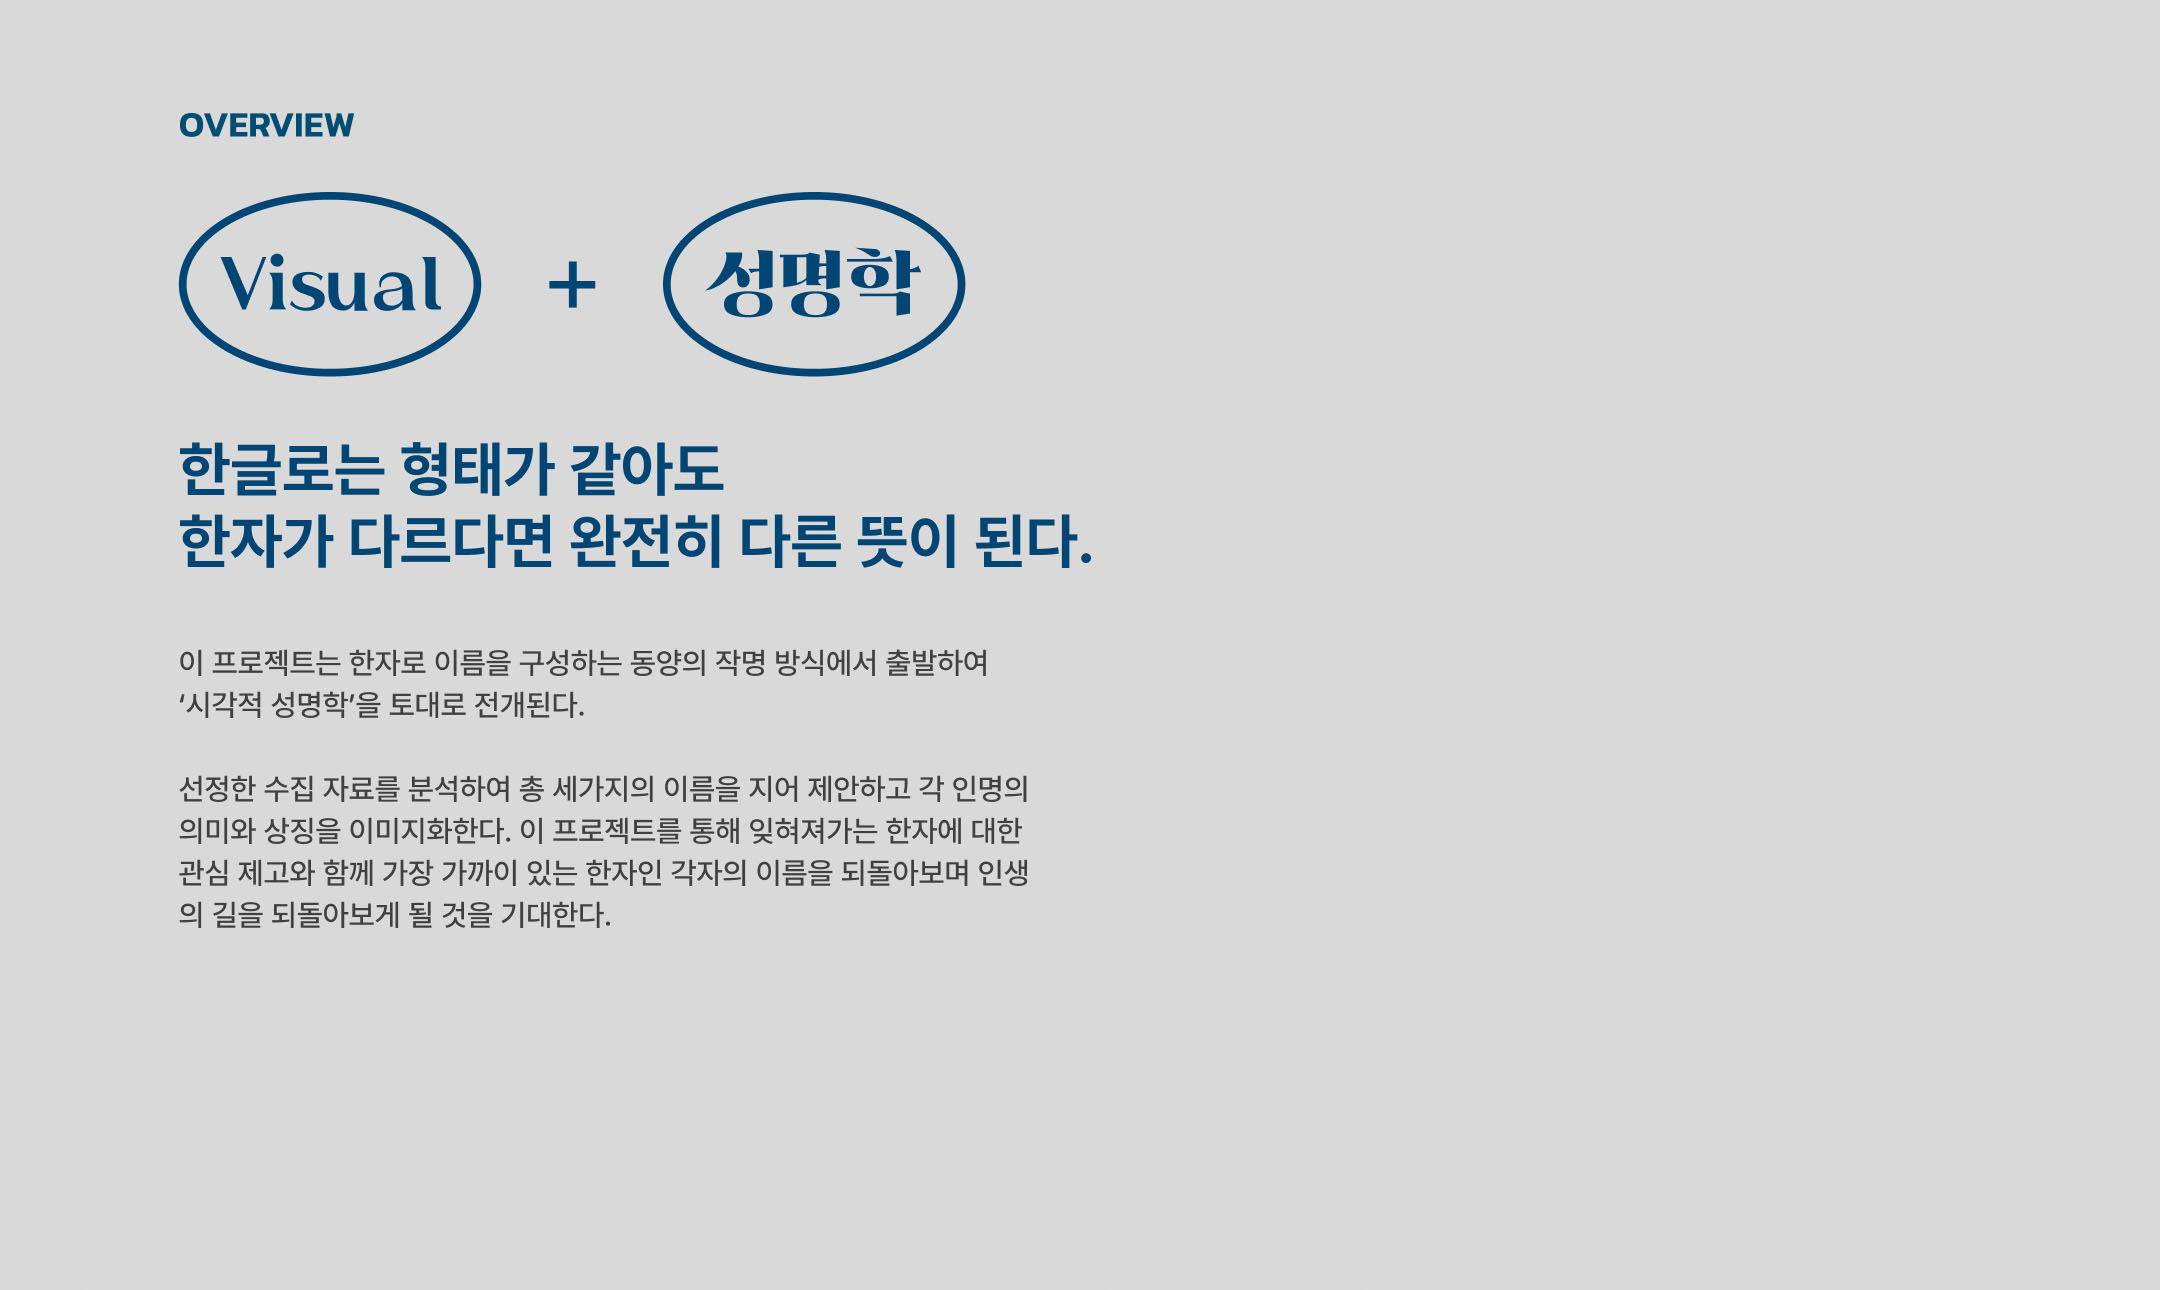 OVERVIEW
Visual + 성명학
한글로는 형태가 같아도
한자가 다르다면 완전히 다른 뜻이 된다.
이 프로젝트는 한자로 이름을 구성하는 동양의 작명 방식에서 출발하여
‘시각적 성명학’을 토대로 전개된다.
선정한 수집 자료를 분석하여 총 세가지의 이름을 지어 제안하고 각 인명의
의미와 상징을 이미지화한다. 이 프로젝트를 통해 잊혀져가는 한자에 대한
관심 제고와 함께 가장 가까이 있는 한자인 각자의 이름을 되돌아보며 인생
의 길을 되돌아보게 될 것을 기대한다.